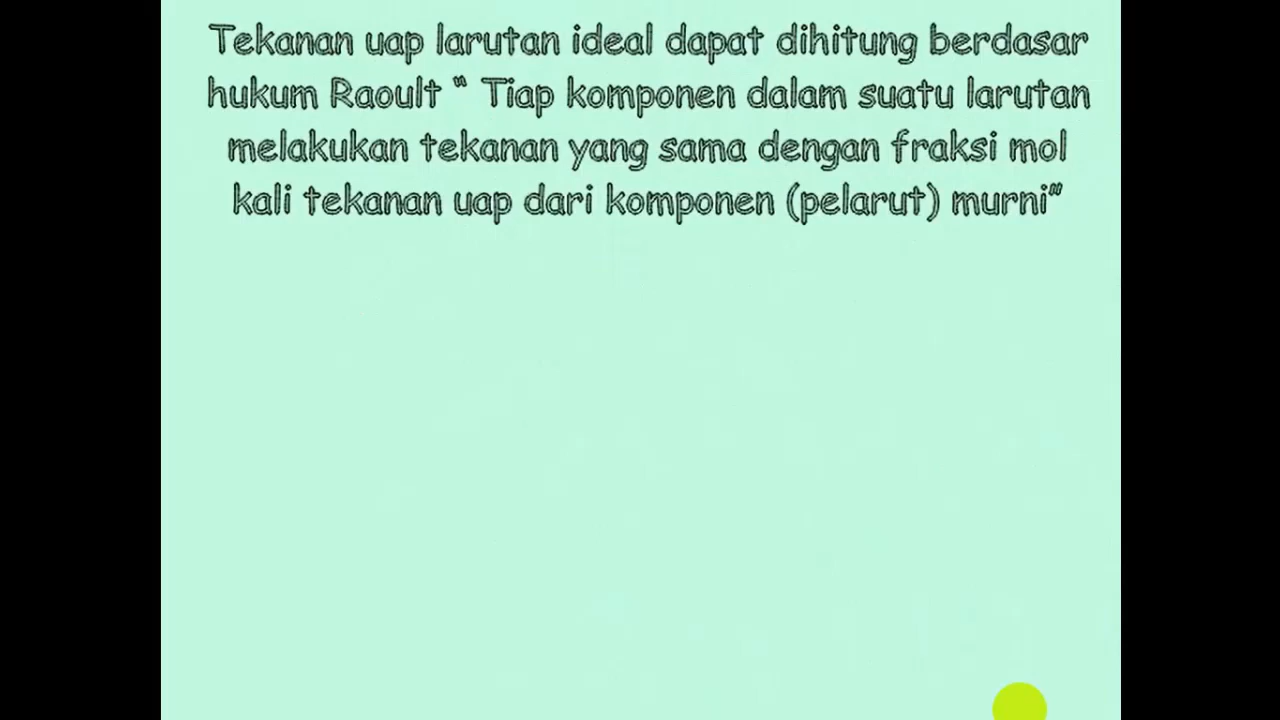 Tekanan uap larutan ideal dapat dihitung berdasar
hukum Raoult “ Tiap komponen dalam suatu larutan
melakukan tekanan yang sama dengan fraksi mol
kali tekanan uap dari komponen (pelarut) murni”